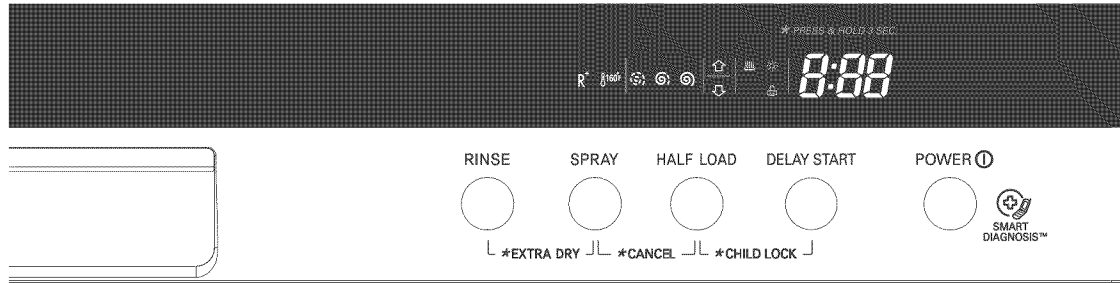 * PRESS & HOLD 3 SEC.
R+ 160°F 8:88
RINSE SPRAY HALF LOAD DELAY START POWER
*EXTRA DRY *CANCEL *CHILD LOCK
SMART
DIAGNOSIS™